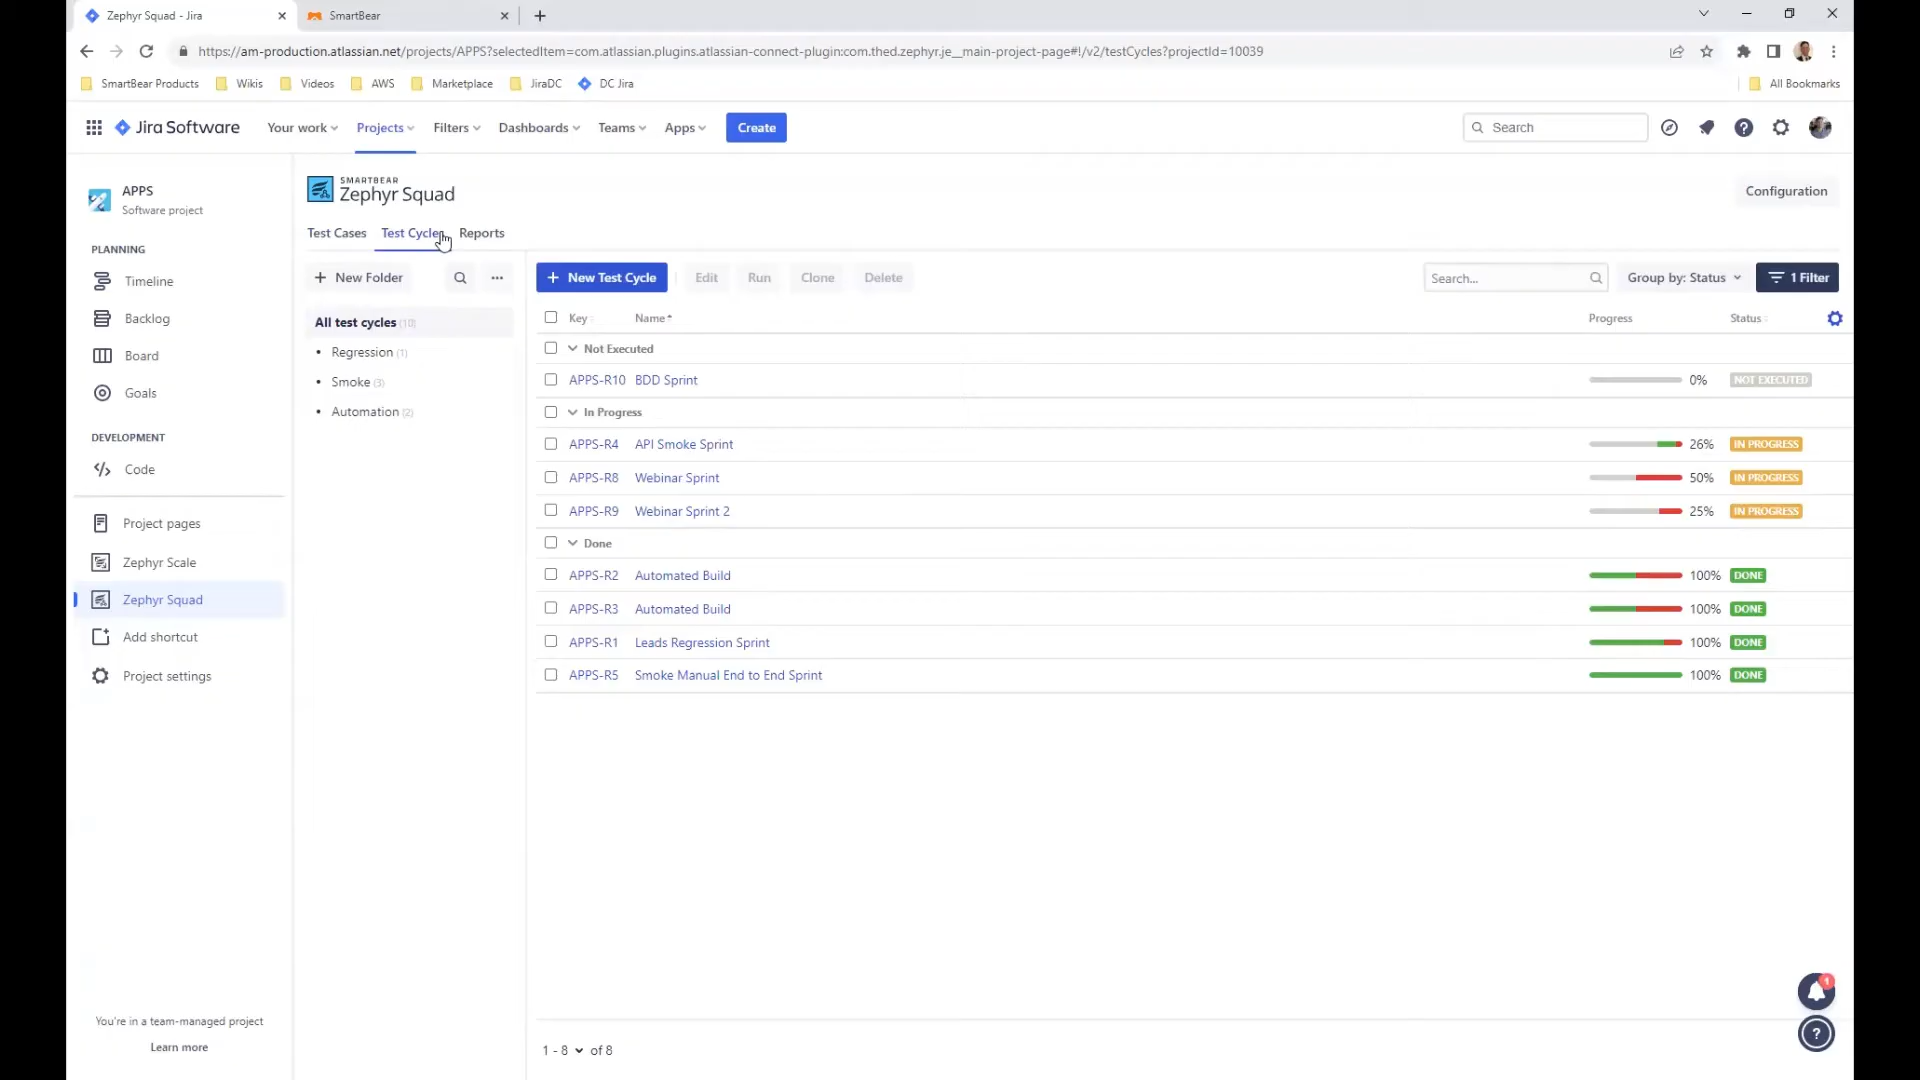 Zephyr Squad - Jira
SmartBear
https://am-production.atlassian.net/projects/APPS?selectedItem=com.atlassian.plugins.atlassian-connect-plugin:com.thed.zephyr.je__main-project-page#!/v2/testCycles?projectId=10039
SmartBear Products Wikis Videos AWS Marketplace JiraDC DC Jira All Bookmarks
Jira Software Your work Projects Filters Dashboards Teams Apps Create Search
APPS
Software project
PLANNING
Timeline
Backlog
Board
Goals
DEVELOPMENT
Code
Project pages
Zephyr Scale
Zephyr Squad
Add shortcut
Project settings
You're in a team-managed project
Learn more
SMARTBEAR
Zephyr Squad
Configuration
Test Cases Test Cycles Reports
+ New Folder
All test cycles (10)
Regression (1)
Smoke (3)
Automation (2)
+ New Test Cycle Edit Run Clone Delete Search... Group by: Status 1 Filter
Key Name Progress Status
Not Executed
APPS-R10 BDD Sprint 0% NOT EXECUTED
In Progress
APPS-R4 API Smoke Sprint 26% IN PROGRESS
APPS-R8 Webinar Sprint 50% IN PROGRESS
APPS-R9 Webinar Sprint 2 25% IN PROGRESS
Done
APPS-R2 Automated Build 100% DONE
APPS-R3 Automated Build 100% DONE
APPS-R1 Leads Regression Sprint 100% DONE
APPS-R5 Smoke Manual End to End Sprint 100% DONE
1
1 - 8 of 8